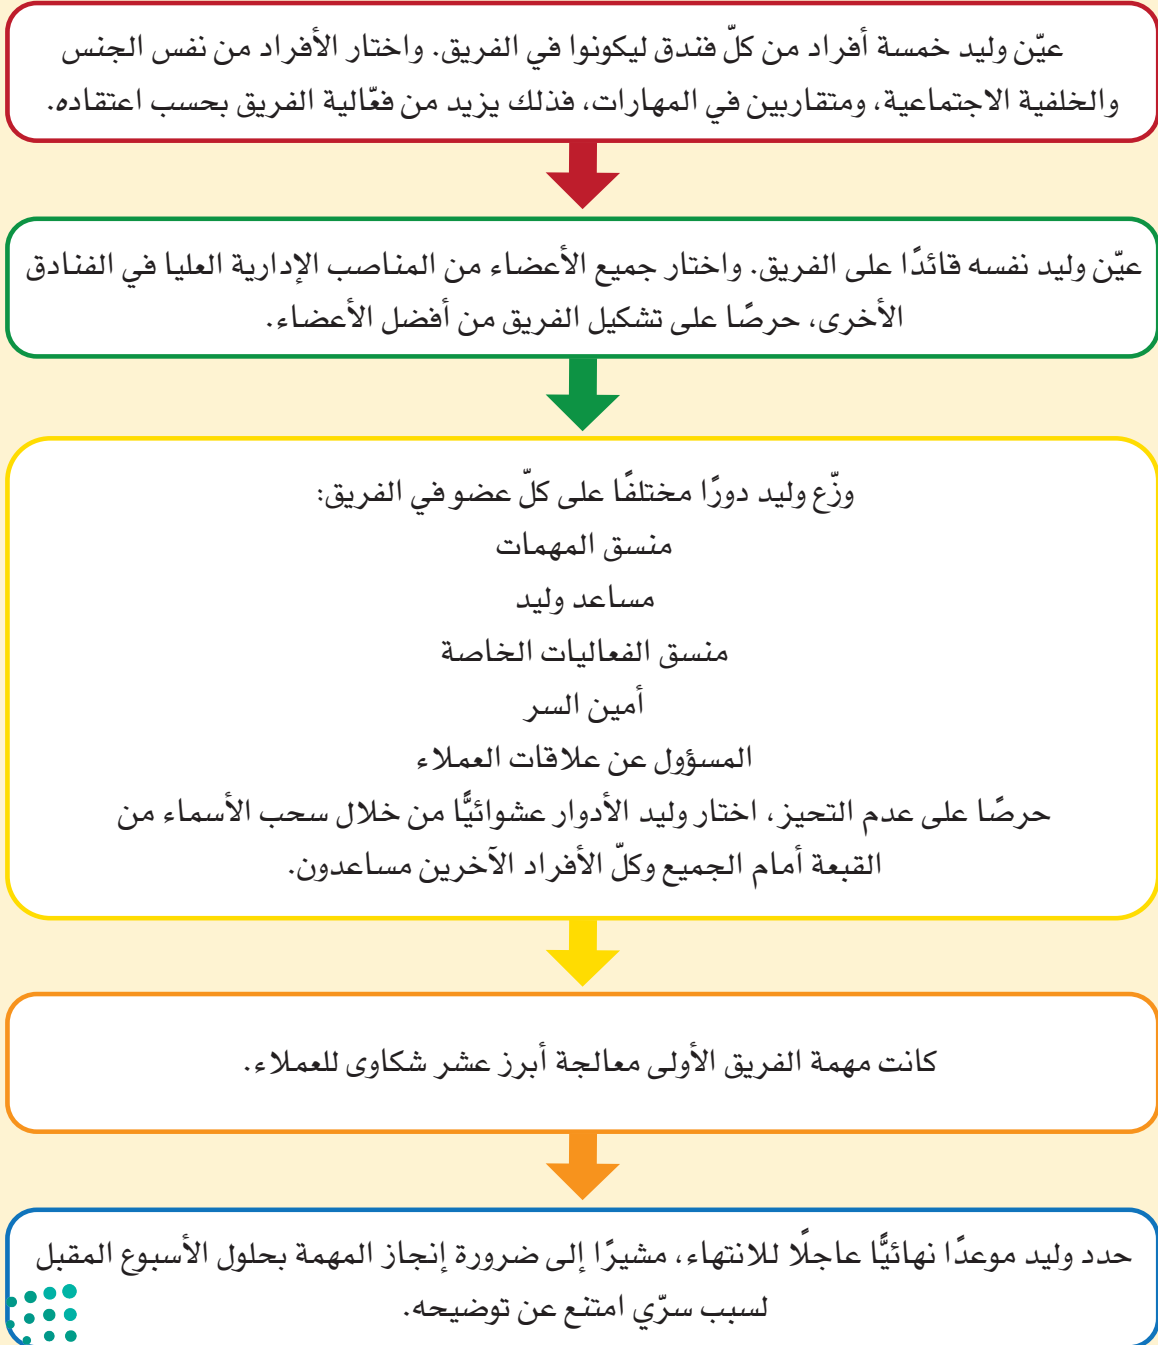 عيّن وليد خمسة أفراد من كلّ فندق ليكونوا في الفريق. واختار الأفراد من نفس الجنس
والخلفية الاجتماعية، ومتقاربين في المهارات، فذلك يزيد من فعّالية الفريق بحسب اعتقاده.
عيّن وليد نفسه قائدًا على الفريق. واختار جميع الأعضاء من المناصب الإدارية العليا في الفنادق
الأخرى، حرصًا على تشكيل الفريق من أفضل الأعضاء.
وزّع وليد دورًا مختلفًا على كلّ عضو في الفريق:
منسق المهمات
مساعد وليد
منسق الفعاليات الخاصة
أمين السر
المسؤول عن علاقات العملاء
حرصًا على عدم التحيز، اختار وليد الأدوار عشوائيًّا من خلال سحب الأسماء من
القبعة أمام الجميع وكلّ الأفراد الآخرين مساعدون.
كانت مهمة الفريق الأولى معالجة أبرز عشر شكاوى للعملاء.
حدد وليد موعدًا نهائيًّا عاجلًا للانتهاء، مشيرًا إلى ضرورة إنجاز المهمة بحلول الأسبوع المقبل
لسبب سرّي امتنع عن توضيحه.